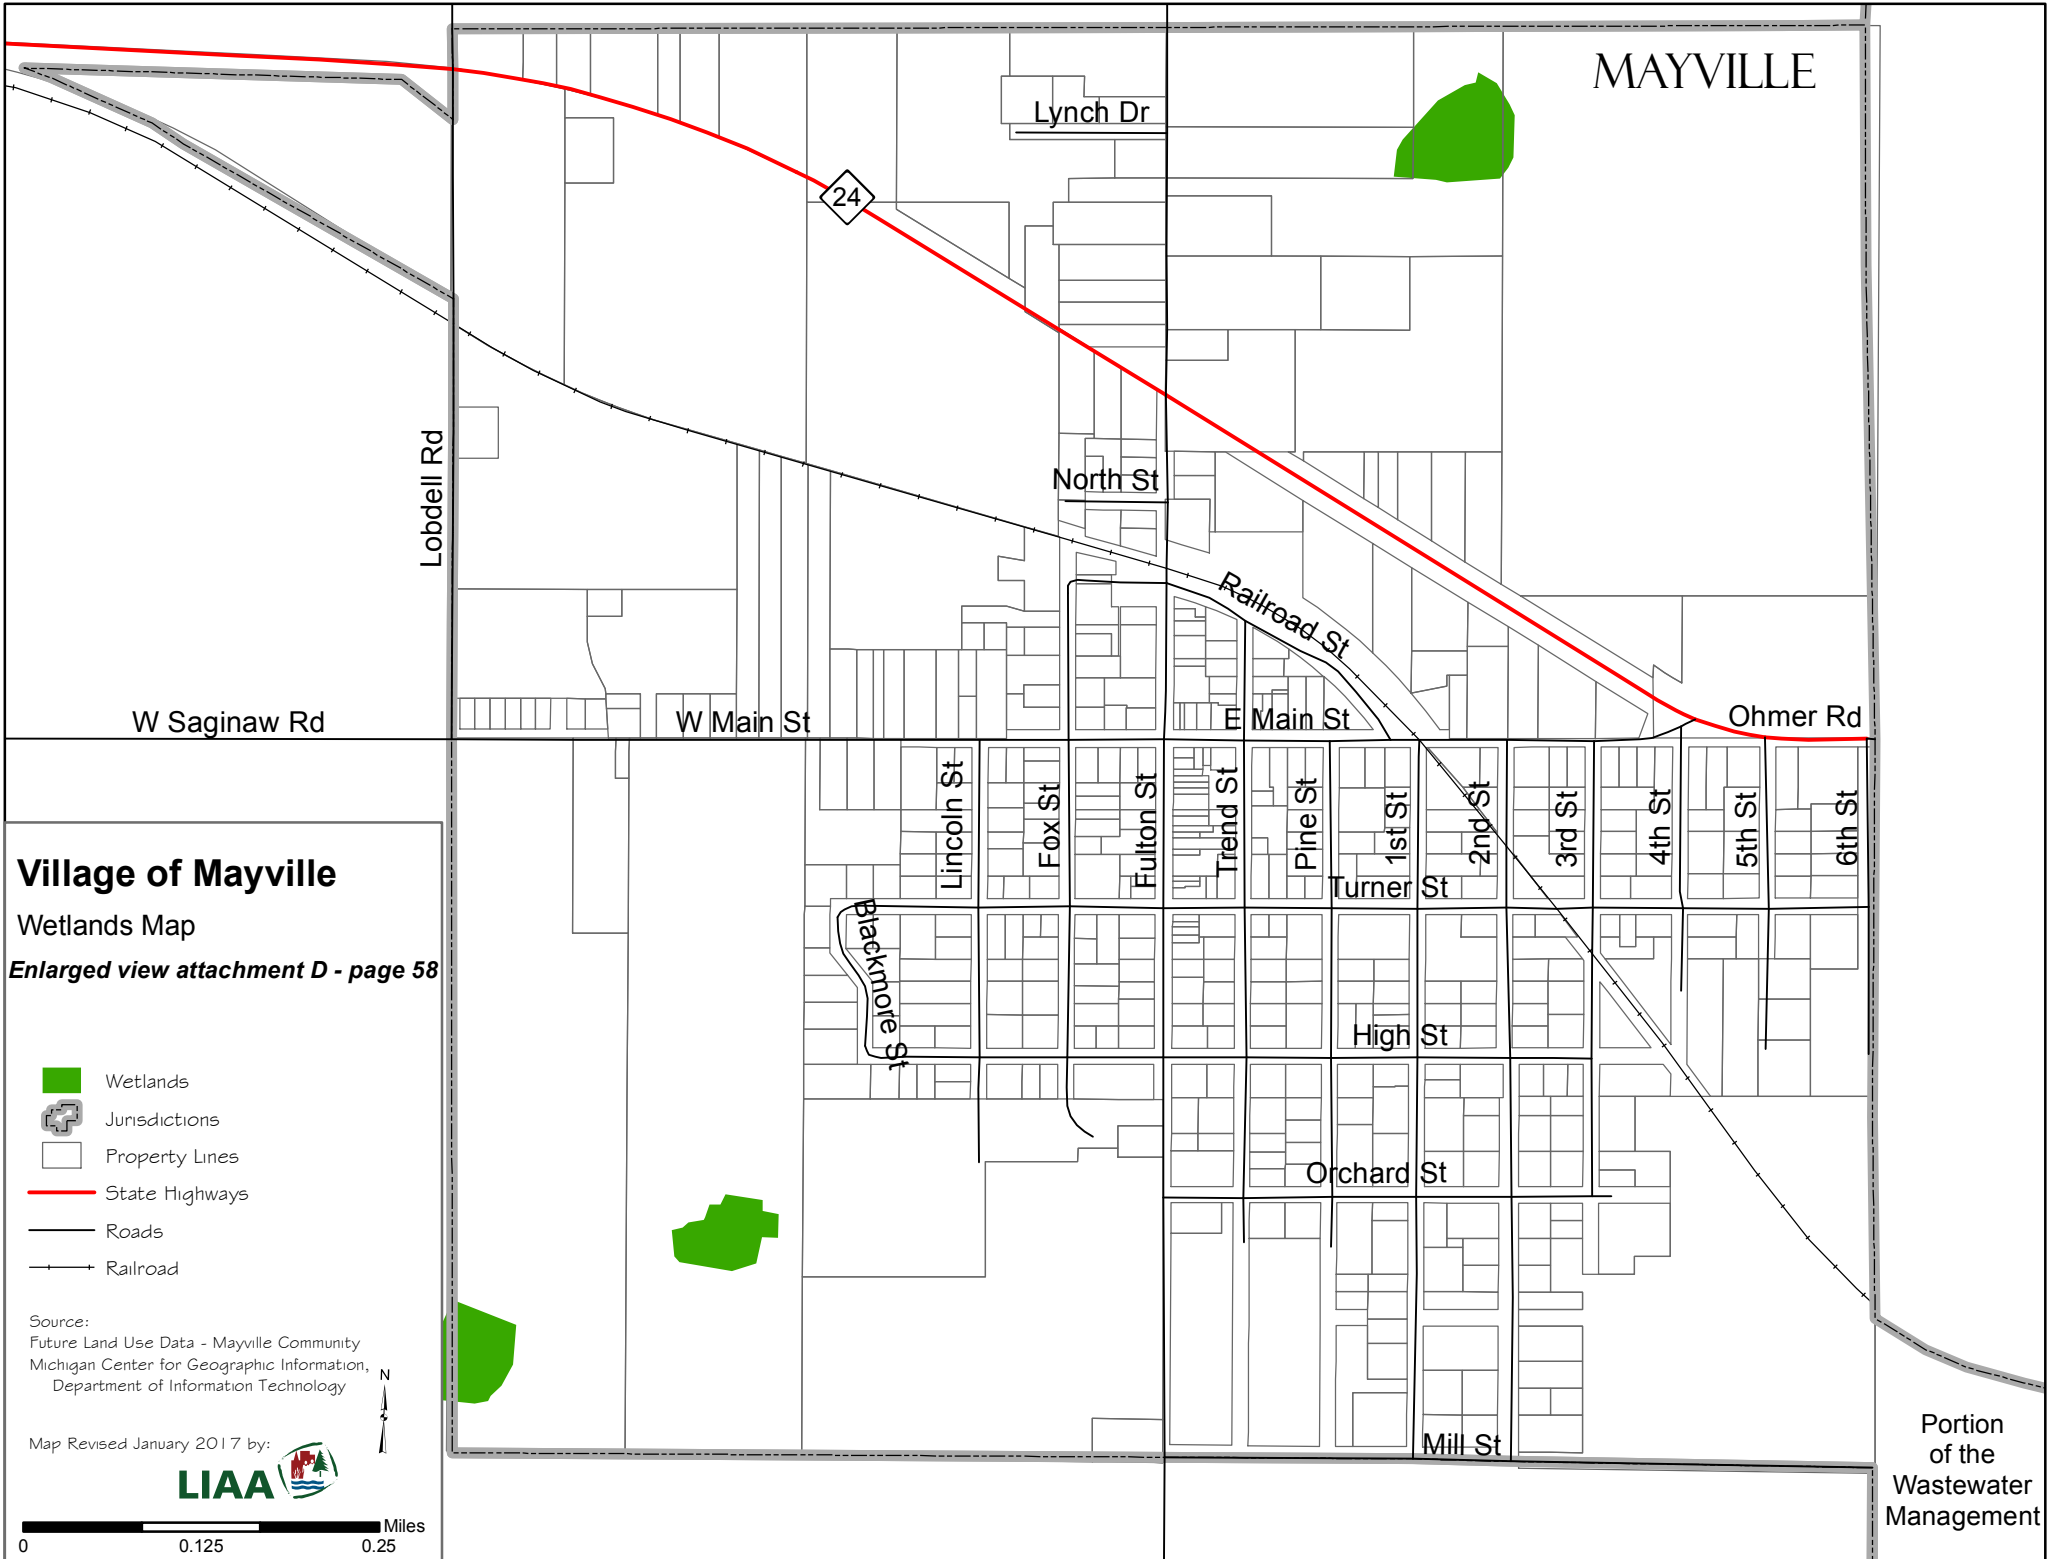 MAYVILLE
Lynch Dr
24
Lobdell Rd
North St
Railroad St
W Saginaw Rd
W Main St
E Main St
Ohmer Rd
Lincoln St
Fox St
Fulton St
Trend St
Pine St
1st St
2nd St
3rd St
4th St
5th St
6th St
Turner St
Blackmore St
High St
Orchard St
Mill St
Portion
of the
Wastewater
Management
Village of Mayville
Wetlands Map
Enlarged view attachment D - page 58
Wetlands
Jurisdictions
Property Lines
State Highways
Roads
Railroad
Source:
Future Land Use Data - Mayville Community
Michigan Center for Geographic Information,
Department of Information Technology
N
Map Revised January 2017 by:
LIAA
Miles
0 0.125 0.25